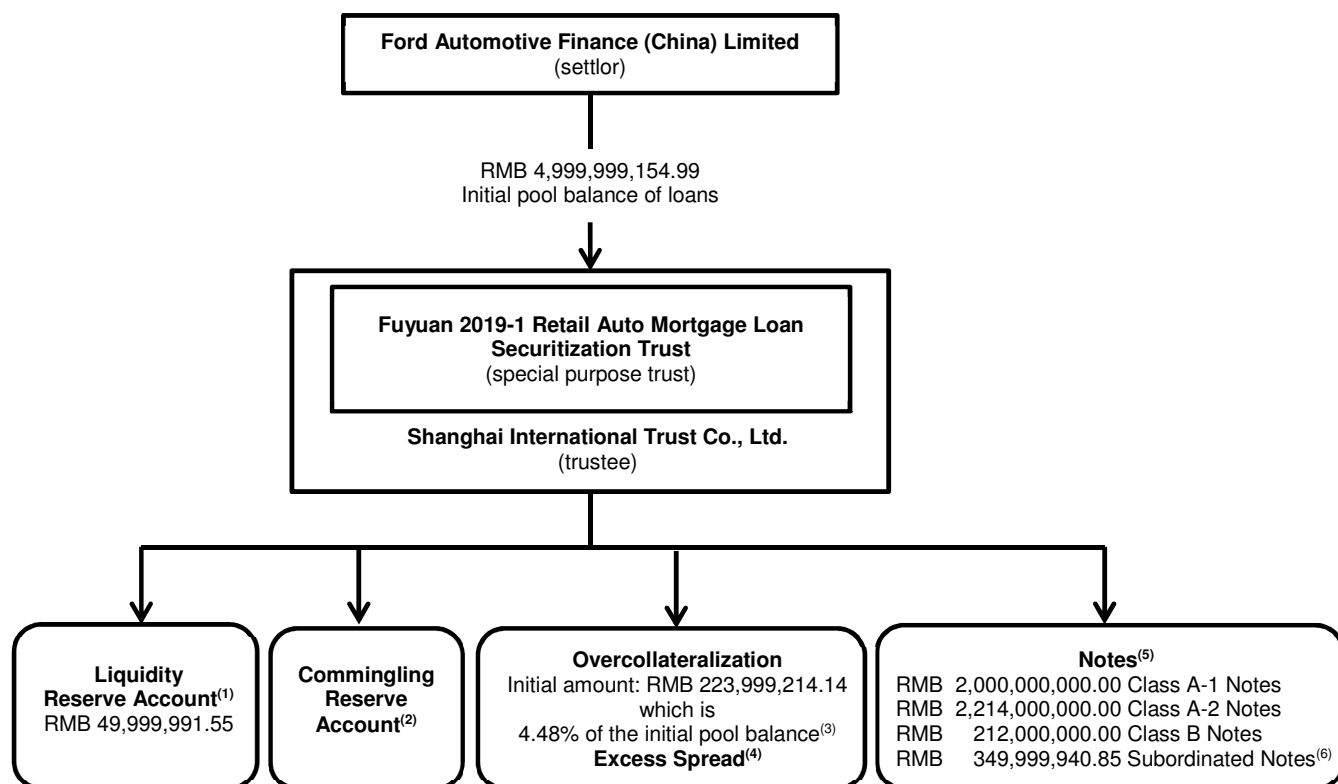 Ford Automotive Finance (China) Limited
(settlor)
RMB 4,999,999,154.99
Initial pool balance of loans
Fuyuan 2019-1 Retail Auto Mortgage Loan
Securitization Trust
(special purpose trust)
Shanghai International Trust Co., Ltd.
(trustee)
Liquidity
Reserve Account(1)
RMB 49,999,991.55
Commingling
Reserve
Account(2)
Overcollateralization
Initial amount: RMB 223,999,214.14
which is
4.48% of the initial pool balance(3)
Excess Spread(4)
Notes(5)
RMB 2,000,000,000.00 Class A-1 Notes
RMB 2,214,000,000.00 Class A-2 Notes
RMB 212,000,000.00 Class B Notes
RMB 349,999,940.85 Subordinated Notes(6)